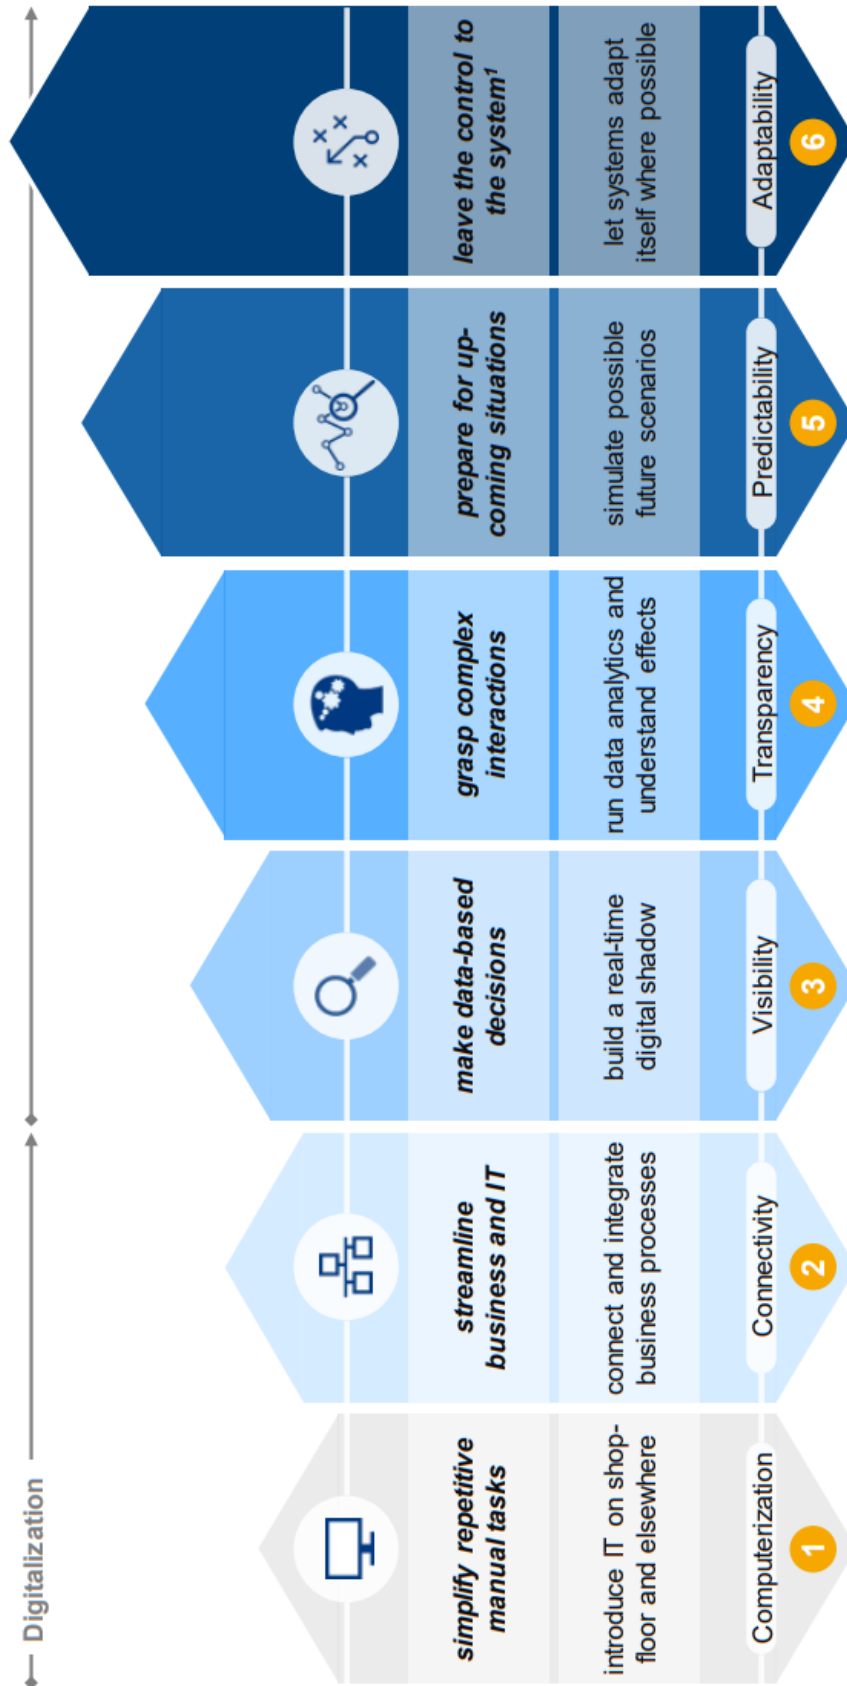 Digitalization
simplify repetitive
manual tasks
introduce IT on shop-
floor and elsewhere
Computerization
1
streamline
business and IT
connect and integrate
business processes
Connectivity
2
make data-based
decisions
build a real-time
digital shadow
Visibility
3
grasp complex
interactions
run data analytics and
understand effects
Transparency
4
prepare for up-
coming situations
simulate possible
future scenarios
Predictability
5
leave the control to
the system¹
let systems adapt
itself where possible
Adaptability
6